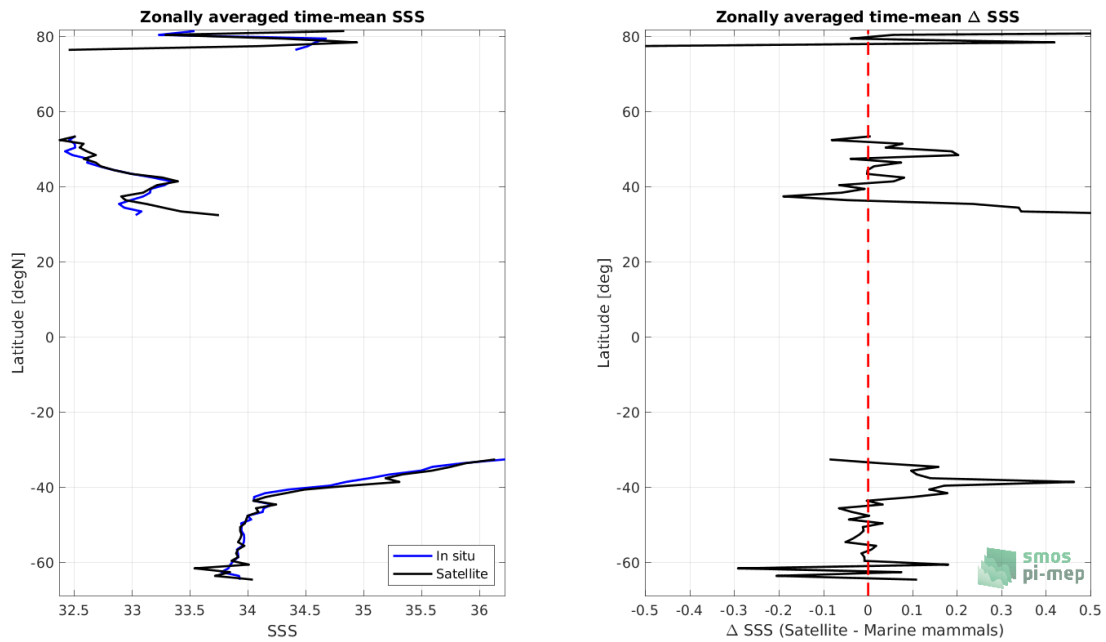 Zonally averaged time-mean SSS
80
60
40
20
0
-20
-40
-60
Latitude [degN]
32.5 33 33.5 34 34.5 35 35.5 36
SSS
In situ
Satellite
Zonally averaged time-mean Δ SSS
80
60
40
20
0
-20
-40
-60
Latitude [deg]
-0.5 -0.4 -0.3 -0.2 -0.1 0 0.1 0.2 0.3 0.4 0.5
Δ SSS (Satellite - Marine mammals)
smos
pi-mep